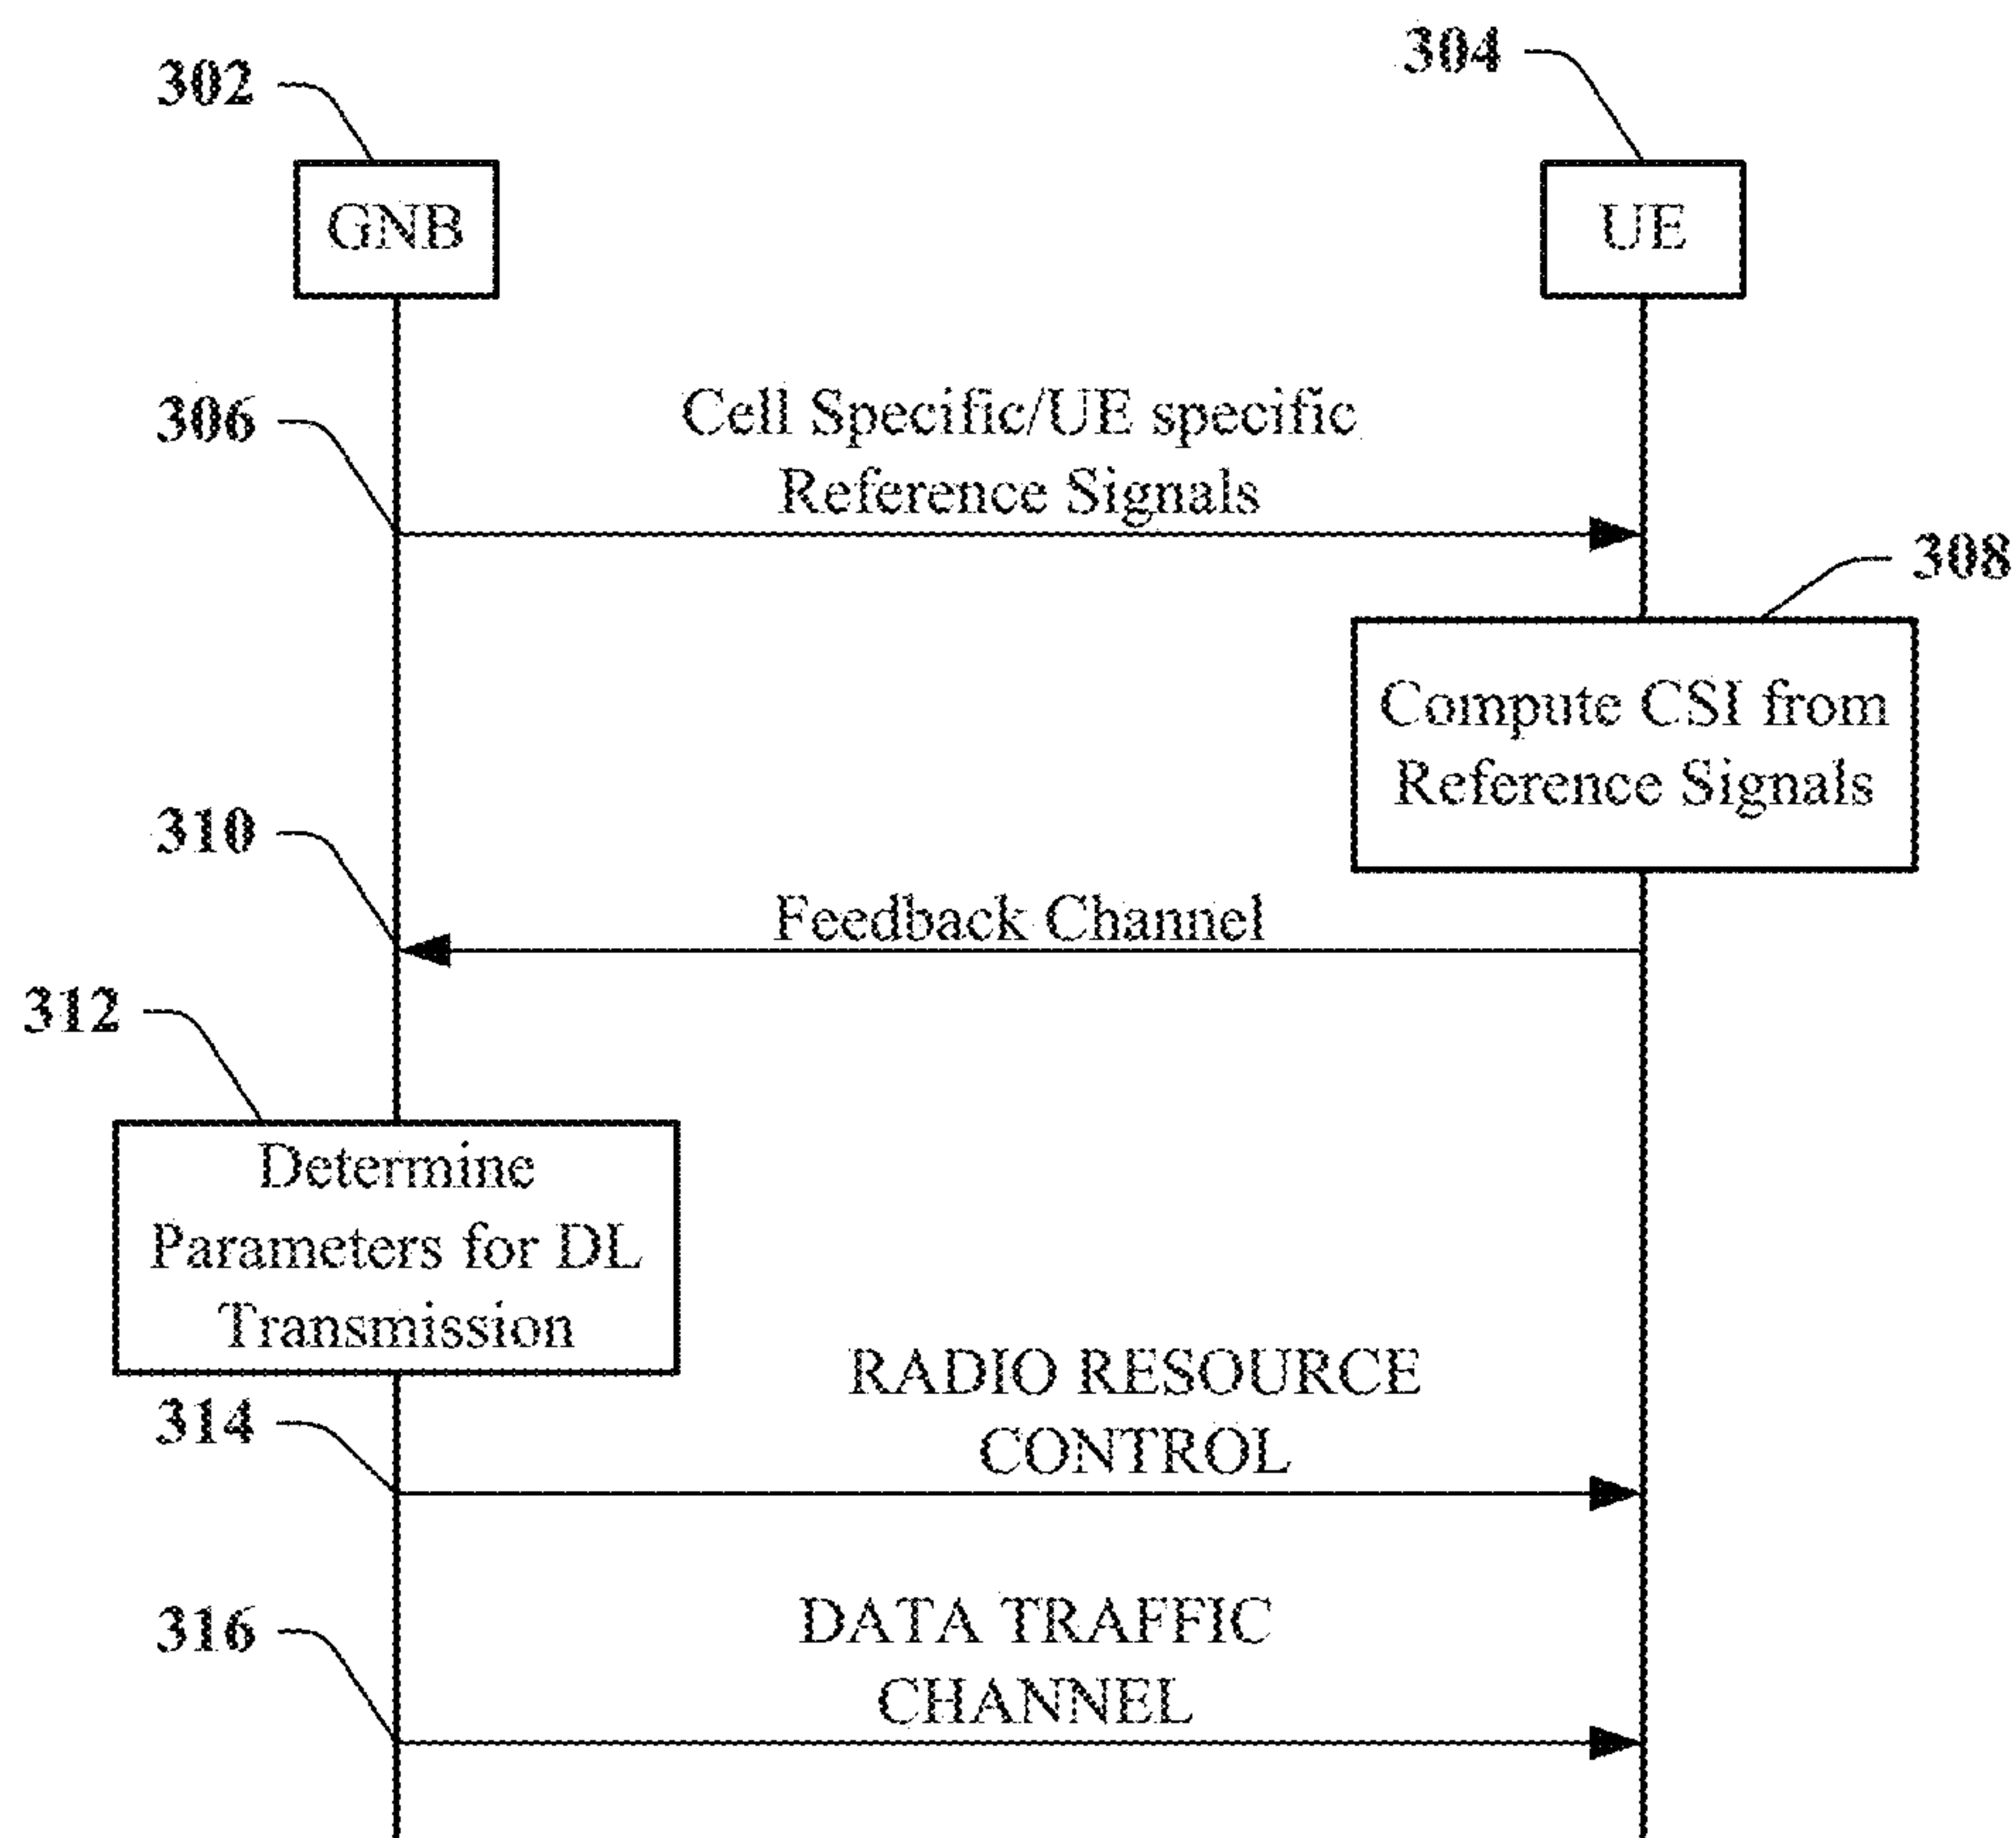 302
304
GNB
UE
306
Cell Specific/UE specific
Reference Signals
308
Compute CSI from
Reference Signals
310
Feedback Channel
312
Determine
Parameters for DL
Transmission
RADIO RESOURCE
CONTROL
314
DATA TRAFFIC
CHANNEL
316